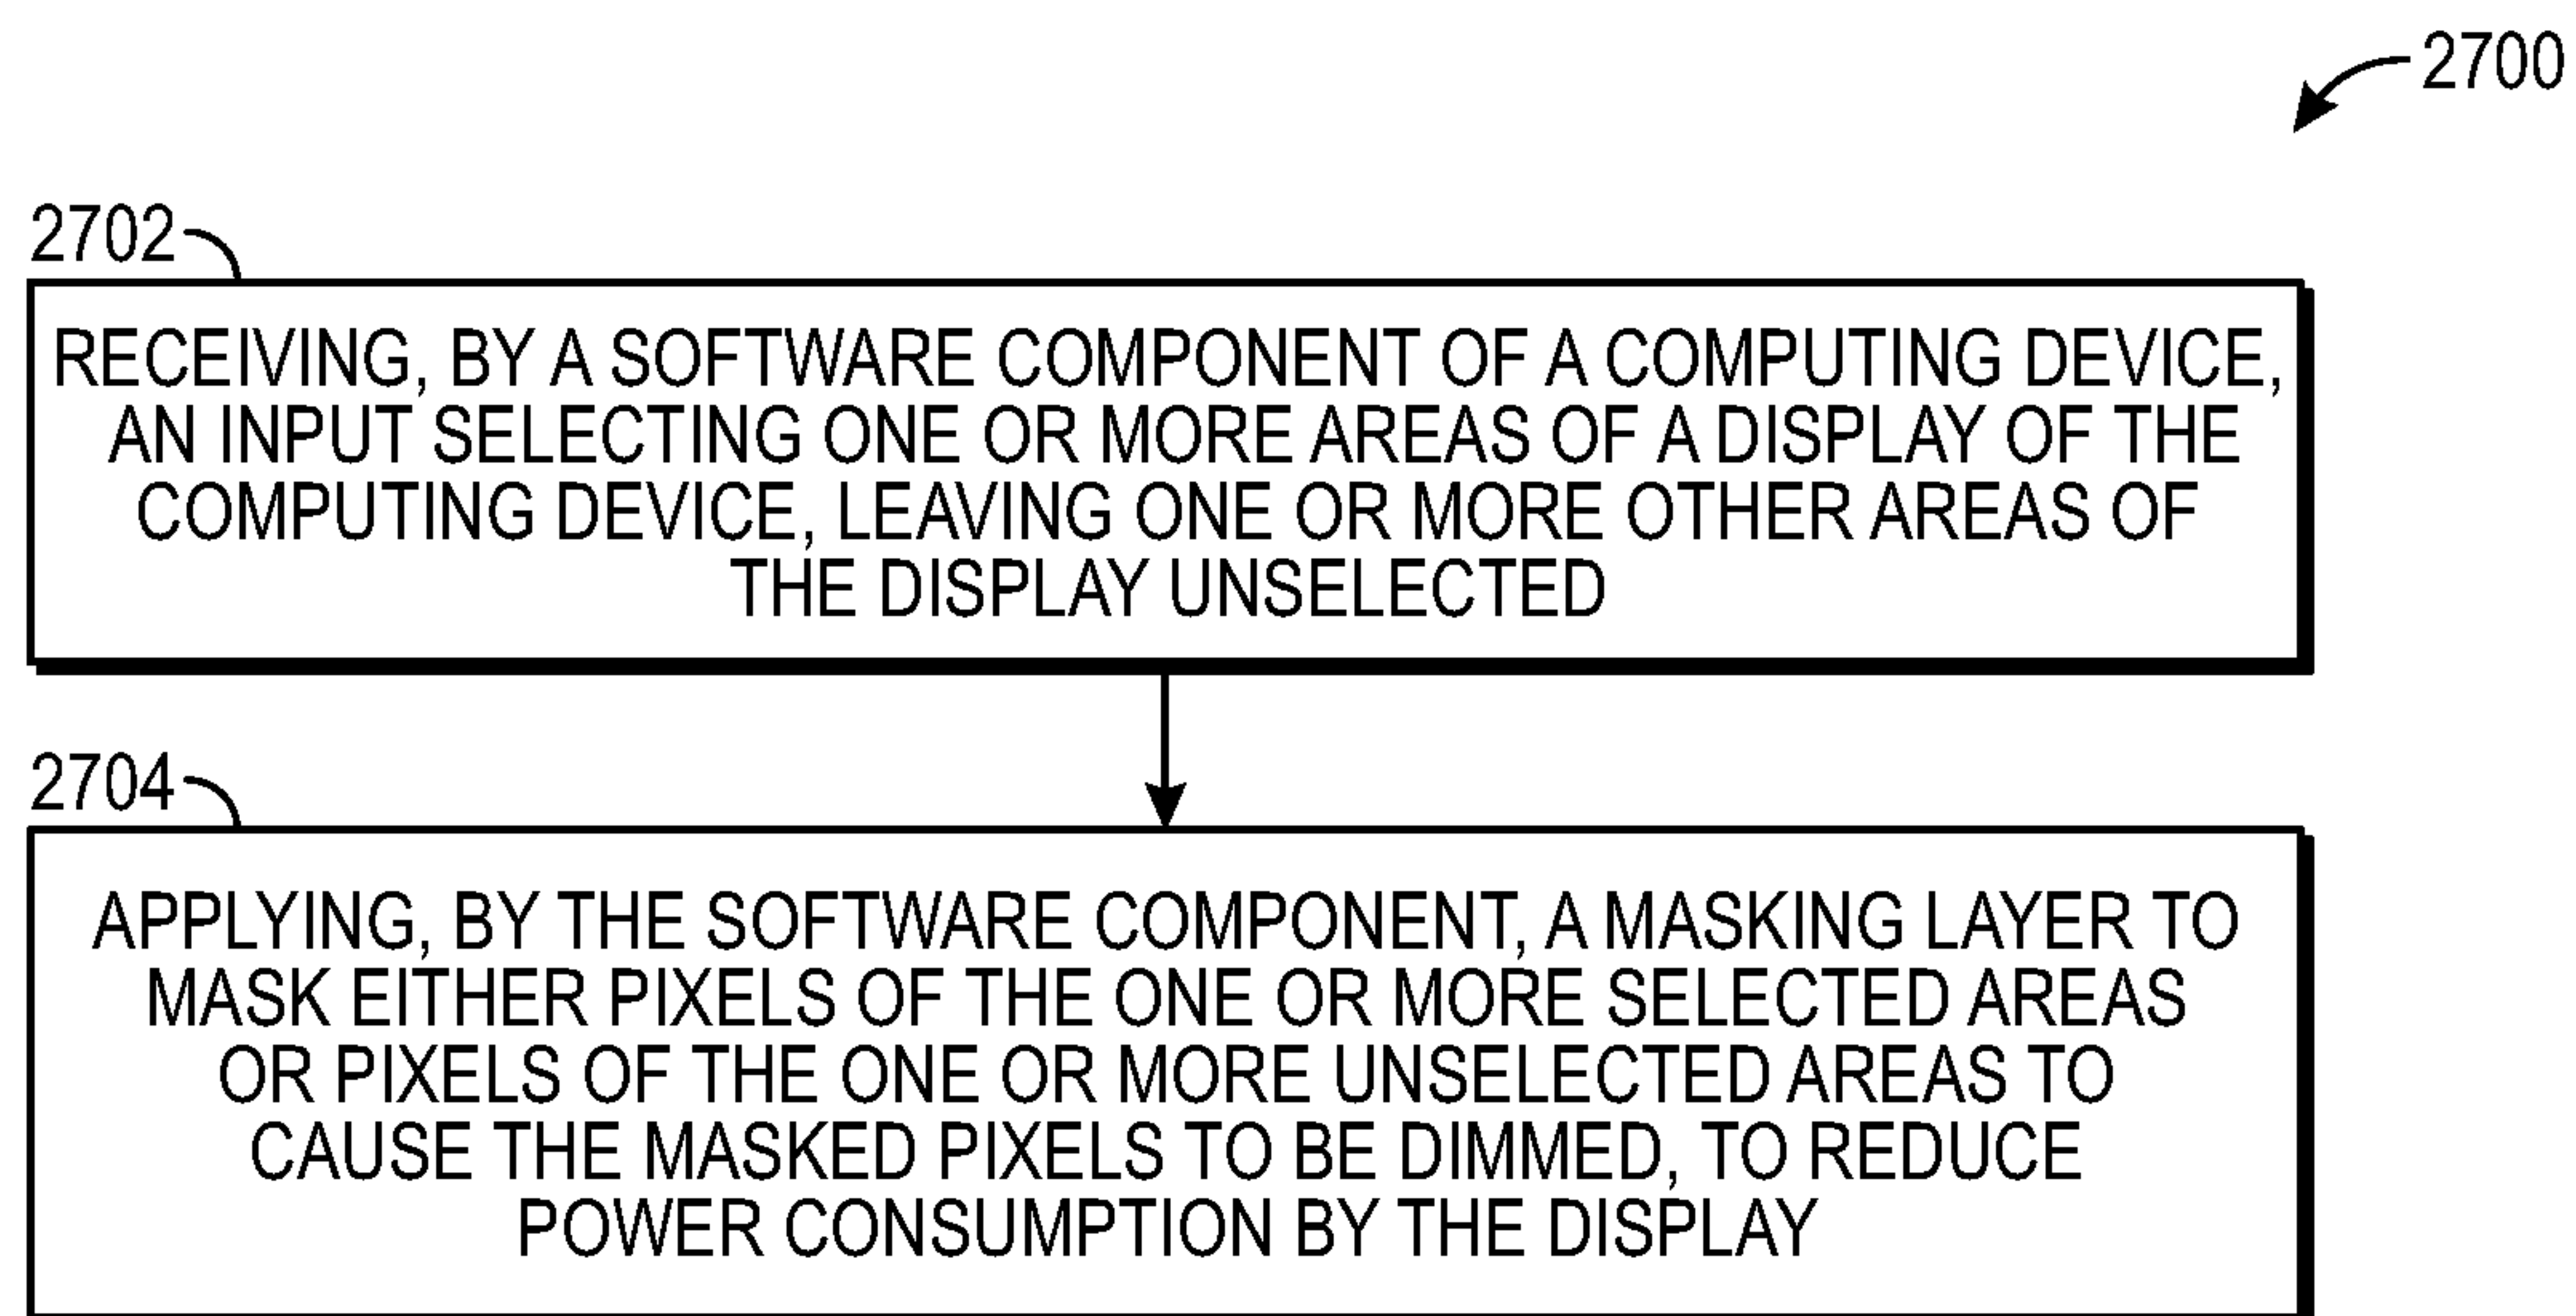 2700
2702
RECEIVING, BY A SOFTWARE COMPONENT OF A COMPUTING DEVICE,
AN INPUT SELECTING ONE OR MORE AREAS OF A DISPLAY OF THE
COMPUTING DEVICE, LEAVING ONE OR MORE OTHER AREAS OF
THE DISPLAY UNSELECTED
2704
APPLYING, BY THE SOFTWARE COMPONENT, A MASKING LAYER TO
MASK EITHER PIXELS OF THE ONE OR MORE SELECTED AREAS
OR PIXELS OF THE ONE OR MORE UNSELECTED AREAS TO
CAUSE THE MASKED PIXELS TO BE DIMMED, TO REDUCE
POWER CONSUMPTION BY THE DISPLAY